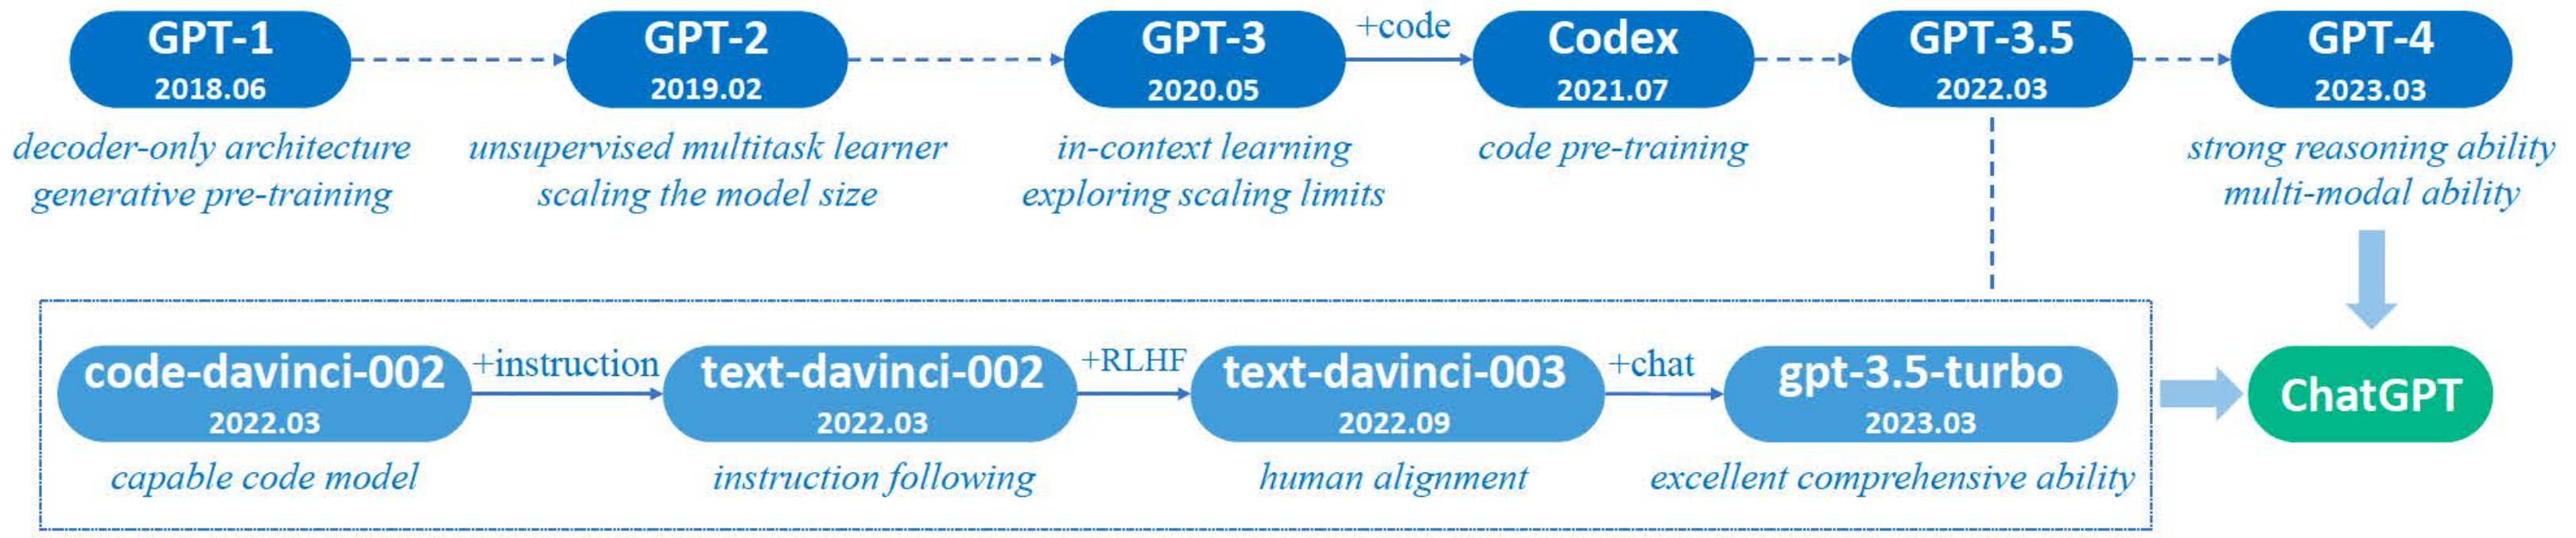 GPT-1
2018.06
decoder-only architecture
generative pre-training
GPT-2
2019.02
unsupervised multitask learner
scaling the model size
GPT-3
2020.05
in-context learning
exploring scaling limits
+code
Codex
2021.07
code pre-training
GPT-3.5
2022.03
GPT-4
2023.03
strong reasoning ability
multi-modal ability
code-davinci-002
2022.03
capable code model
+instruction
text-davinci-002
2022.03
instruction following
+RLHF
text-davinci-003
2022.09
human alignment
+chat
gpt-3.5-turbo
2023.03
excellent comprehensive ability
ChatGPT